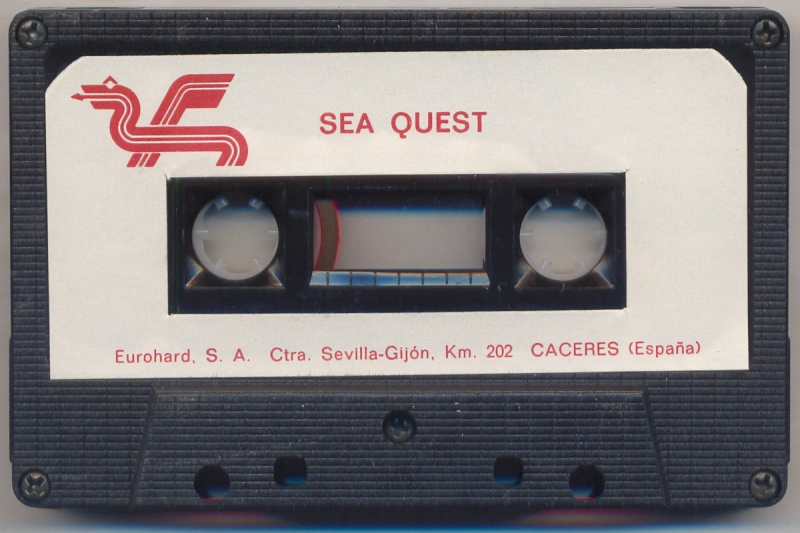 SEA QUEST
Eurohard, S. A. Ctra. Sevilla-Gijón, Km. 202 CACERES (España)